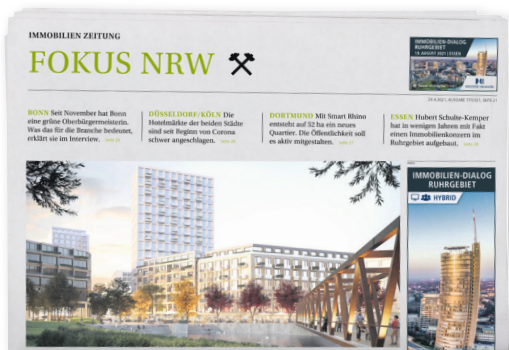 IMMOBILIEN ZEITUNG
FOKUS NRW
IMMOBILIEN-DIALOG
RUHRGEBIET
BONN Seit November hat Bonn
eine grüne Oberbürgermeisterin.
Was das für die Branche bedeutet,
erklärt sie im Interview.
DÜSSELDORF/KÖLN Die
Hotelmärkte der beiden Städte
sind seit Beginn von Corona
schwer angeschlagen.
DORTMUND Mit Smart Rhino
entsteht auf 52 ha ein neues
Quartier. Die Öffentlichkeit soll
es aktiv mitgestalten.
ESSEN Hubert Schulte-Kemper
hat in wenigen Jahren mit Fakt
einen Immobilienkonzern im
Ruhrgebiet aufgebaut.
IMMOBILIEN-DIALOG
RUHRGEBIET
HYBRID